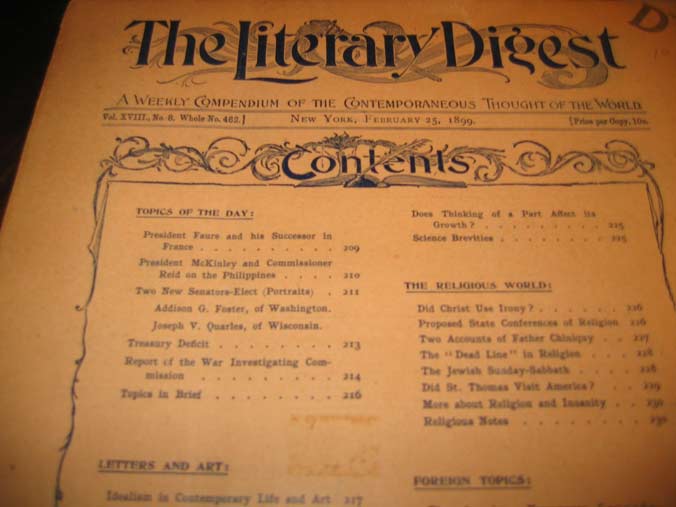 The Literary Digest
A WEEKLY COMPENDIUM OF THE CONTEMPORANEOUS THOUGHT OF THE WORLD
Vol. XVIII., No. 8. Whole No. 462.] NEW YORK, FEBRUARY 25, 1899. [Price per Copy, 10c.
Contents
TOPICS OF THE DAY:
President Faure and his Successor in
France . . . . . . . . . . 209
President McKinley and Commissioner
Reid on the Philippines . . . . 210
Two New Senators-Elect (Portraits) . 211
Addison G. Foster, of Washington.
Joseph V. Quarles, of Wisconsin.
Treasury Deficit . . . . . . . 213
Report of the War Investigating Com-
mission . . . . . . . . . 214
Topics in Brief . . . . . . . 216
LETTERS AND ART:
Idealism in Contemporary Life and Art 217
Does Thinking of a Part Affect its
Growth? . . . . . . . . . 225
Science Brevities . . . . . . . 225
THE RELIGIOUS WORLD:
Did Christ Use Irony? . . . . . . 226
Proposed State Conferences of Religion 226
Two Accounts of Father Chiniquy . . 227
The "Dead Line" in Religion . . . 228
The Jewish Sunday-Sabbath . . . . 228
Did St. Thomas Visit America? . . 229
More about Religion and Insanity . . 230
Religious Notes . . . . . . . 230
FOREIGN TOPICS: